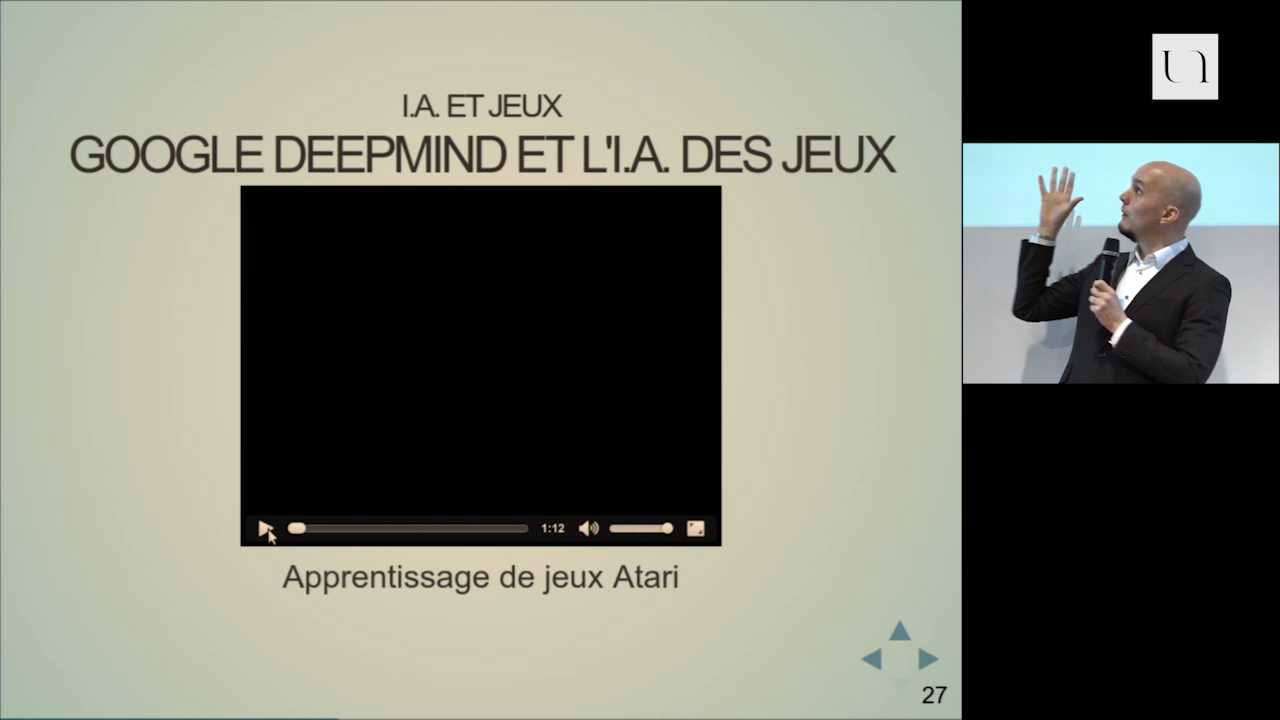 I.A. ET JEUX
GOOGLE DEEPMIND ET L'I.A. DES JEUX
1:12
Apprentissage de jeux Atari
27